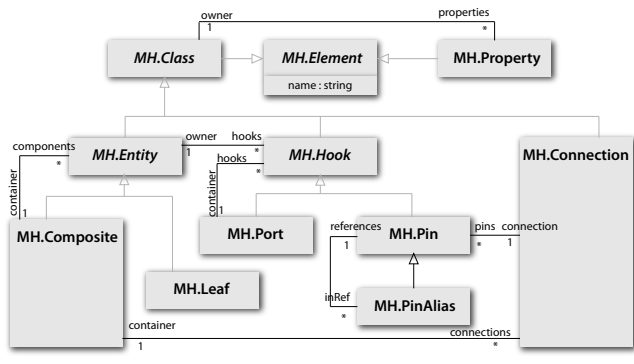 owner properties
1 *
MH.Class MH.Element MH.Property
name : string
components owner hooks
* MH.Entity 1 * MH.Hook MH.Connection
hooks
*
container container
1 1
MH.Composite MH.Port references MH.Pin pins connection
1 * 1
MH.Leaf inRef MH.PinAlias
*
container connections
1 *